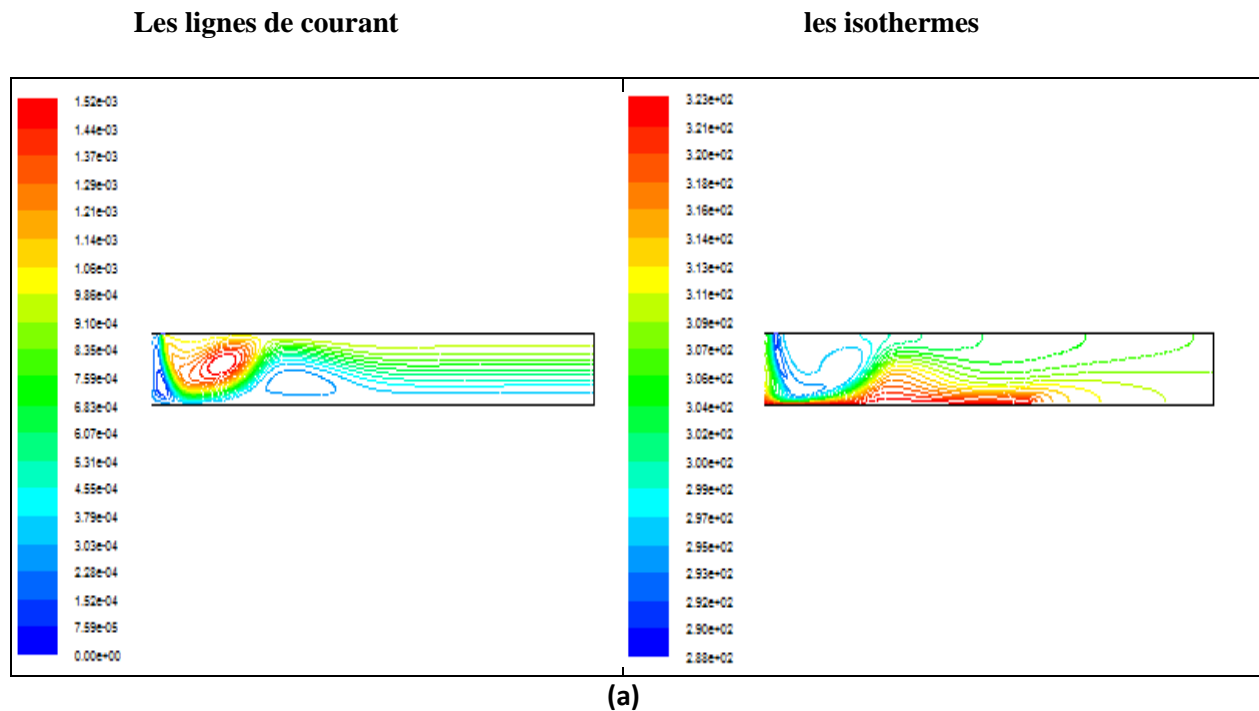 Les lignes de courant les isothermes
1.52e-03
1.44e-03
1.37e-03
1.29e-03
1.21e-03
1.14e-03
1.06e-03
9.86e-04
9.10e-04
8.35e-04
7.59e-04
6.83e-04
6.07e-04
5.31e-04
4.55e-04
3.79e-04
3.03e-04
2.28e-04
1.52e-04
7.59e-05
0.00e+00
3.23e+02
3.21e+02
3.20e+02
3.18e+02
3.16e+02
3.14e+02
3.13e+02
3.11e+02
3.09e+02
3.07e+02
3.06e+02
3.04e+02
3.02e+02
3.00e+02
2.99e+02
2.97e+02
2.95e+02
2.93e+02
2.92e+02
2.90e+02
2.88e+02
(a)